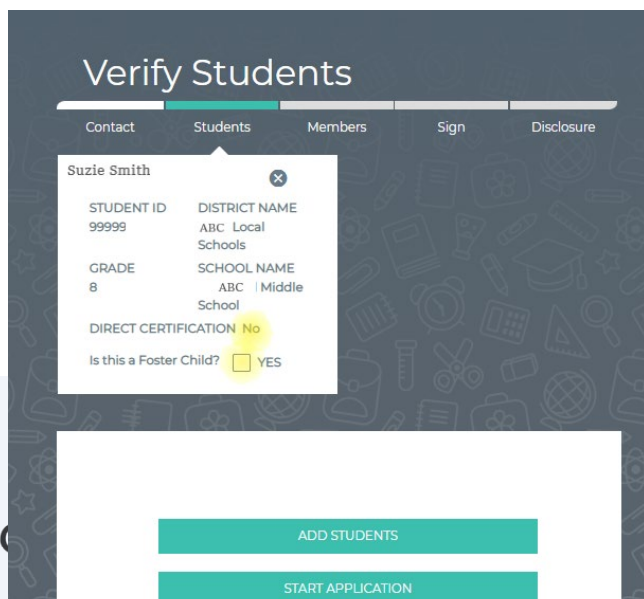 Verify Students
Contact Students Members Sign Disclosure
Suzie Smith
STUDENT ID DISTRICT NAME
99999 ABC Local
Schools
GRADE SCHOOL NAME
8 ABC Middle
School
DIRECT CERTIFICATION No
Is this a Foster Child? YES
ADD STUDENTS
START APPLICATION